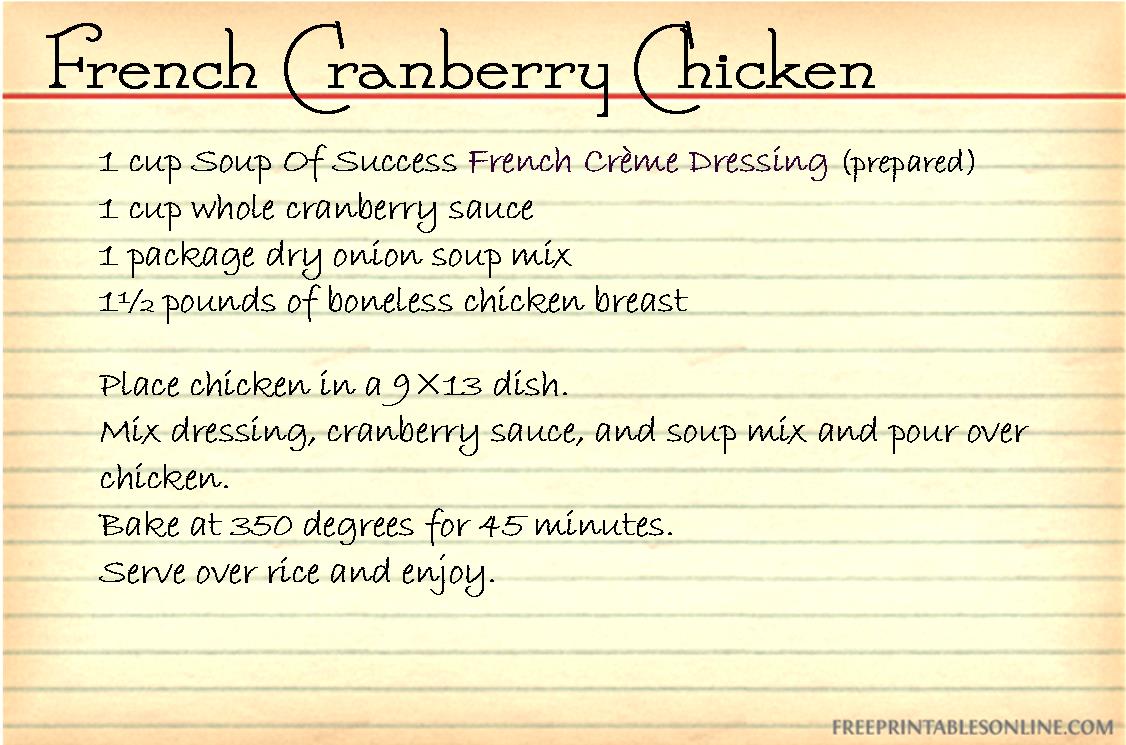 French Cranberry Chicken
1 cup Soup Of Success French Crème Dressing (prepared)
1 cup whole cranberry sauce
1 package dry onion soup mix
1½ pounds of boneless chicken breast
Place chicken in a 9×13 dish.
Mix dressing, cranberry sauce, and soup mix and pour over
chicken.
Bake at 350 degrees for 45 minutes.
Serve over rice and enjoy.
FREEPRINTABLESONLINE.COM